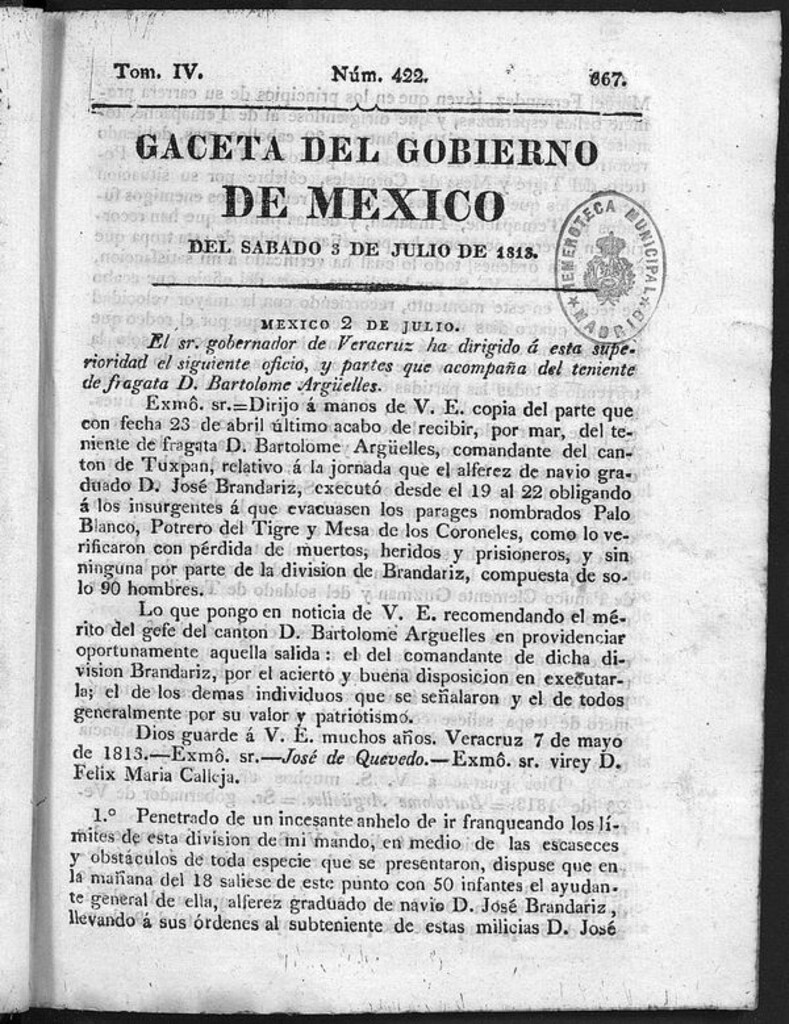 Tom. IV. Núm. 422. 667.
GACETA DEL GOBIERNO
DE MEXICO
DEL SABADO 3 DE JULIO DE 1813.
HEMEROTECA MUNICIPAL
★ MADRID ★
MEXICO 2 DE JULIO.
El sr. gobernador de Veracruz ha dirigido á esta supe-
rioridad el siguiente oficio, y partes que acompaña del teniente
de fragata D. Bartolome Argüelles.
Exmô. sr.=Dirijo á manos de V. E. copia del parte que
con fecha 23 de abril último acabo de recibir, por mar, del te-
niente de fragata D. Bartolome Argüelles, comandante del can-
ton de Tuxpan, relativo á la jornada que el alferez de navio gra-
duado D. José Brandariz, executó desde el 19 al 22 obligando
á los insurgentes á que evacuasen los parages nombrados Palo
Blanco, Potrero del Tigre y Mesa de los Coroneles, como lo ve-
rificaron con pérdida de muertos, heridos y prisioneros, y sin
ninguna por parte de la division de Brandariz, compuesta de so-
lo 90 hombres.
Lo que pongo en noticia de V. E. recomendando el mé-
rito del gefe del canton D. Bartolome Arguelles en providenciar
oportunamente aquella salida : el del comandante de dicha di-
vision Brandariz, por el acierto y buena disposicion en executar-
la; el de los demas individuos que se señalaron y el de todos
generalmente por su valor y patriotismo.
Dios guarde á V. E. muchos años. Veracruz 7 de mayo
de 1813.—Exmô. sr.—José de Quevedo.—Exmô. sr. virey D.
Felix Maria Calleja.
1.° Penetrado de un incesante anhelo de ir franqueando los lí-
mites de esta division de mi mando, en medio de las escaseces
y obstáculos de toda especie que se presentaron, dispuse que en
la mañana del 18 saliese de este punto con 50 infantes el ayudan-
te general de ella, alferez graduado de navio D. José Brandariz,
llevando á sus órdenes al subteniente de estas milicias D. José